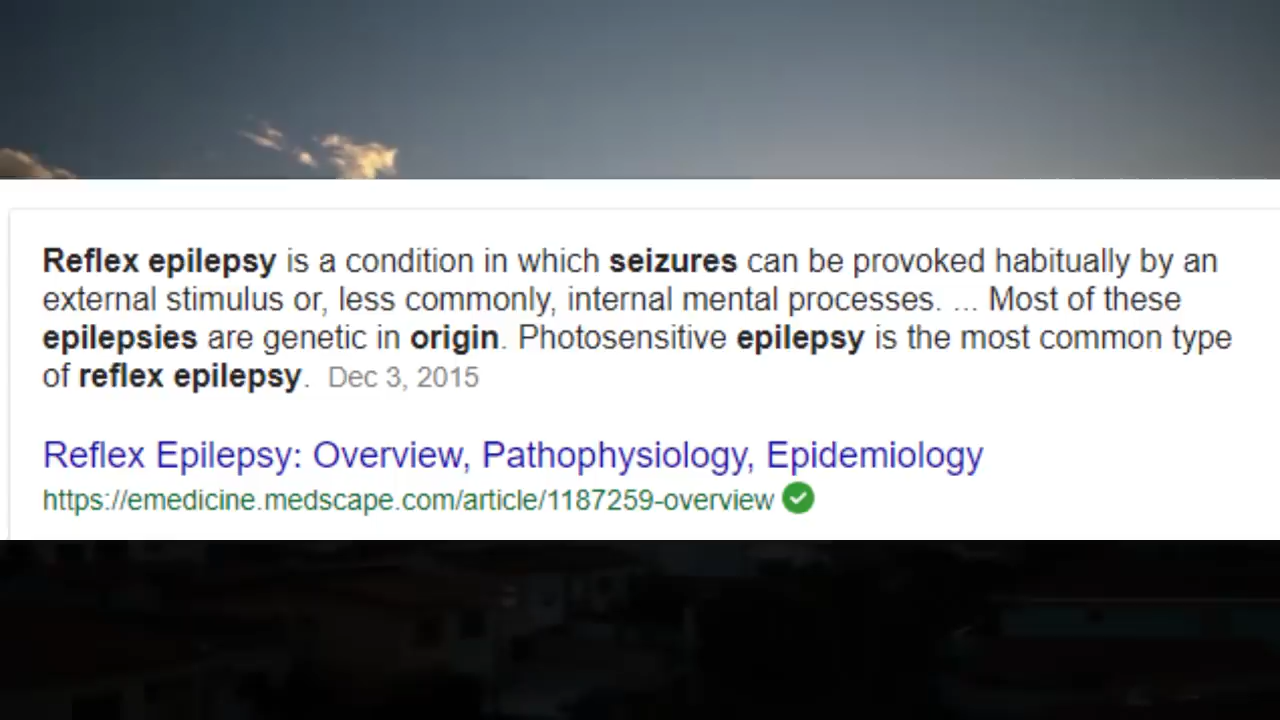 Reflex epilepsy is a condition in which seizures can be provoked habitually by an
external stimulus or, less commonly, internal mental processes. ... Most of these
epilepsies are genetic in origin. Photosensitive epilepsy is the most common type
of reflex epilepsy. Dec 3, 2015
Reflex Epilepsy: Overview, Pathophysiology, Epidemiology
https://emedicine.medscape.com/article/1187259-overview